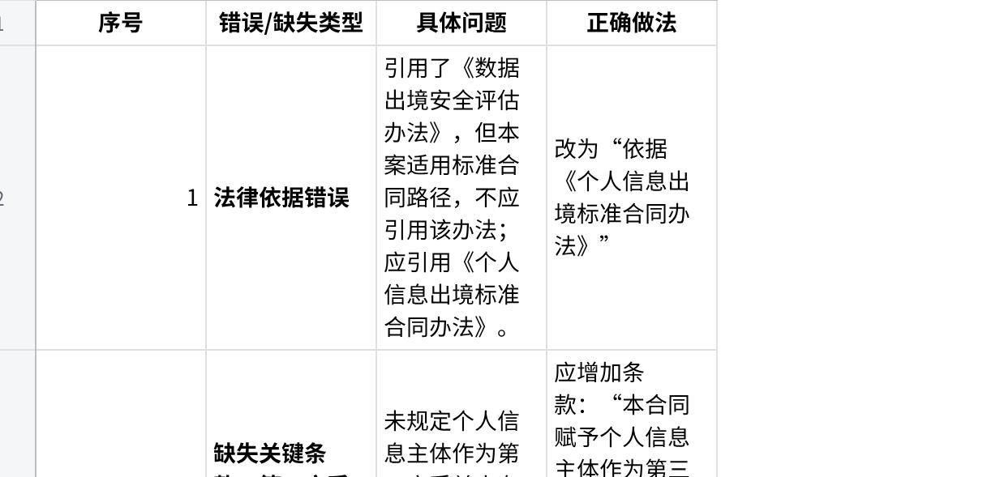 序号
错误/缺失类型
具体问题
正确做法
1
法律依据错误
引用了《数据
出境安全评估
办法》，但本
案适用标准合
同路径，不应
引用该办法；
应引用《个人
信息出境标准
合同办法》。
改为“依据
《个人信息出
境标准合同办
法》”
缺失关键条
未规定个人信
息主体作为第
应增加条
款：“本合同
赋予个人信息
主体作为第三